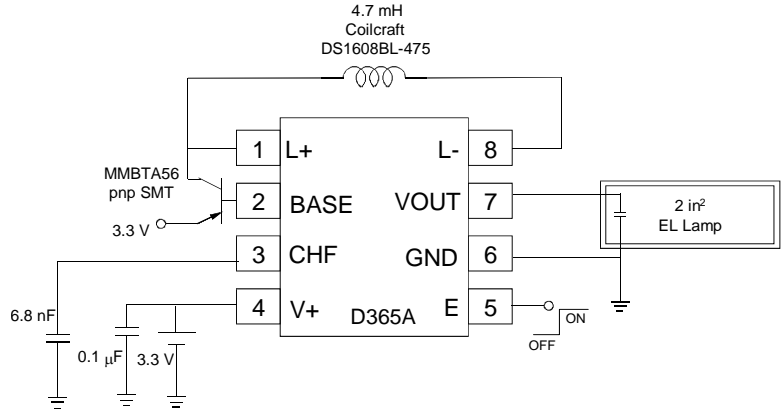 4.7 mH
Coilcraft
DS1608BL-475
1 L+
L- 8
MMBTA56
pnp SMT
2 BASE
VOUT 7
3.3 V
2 in²
EL Lamp
3 CHF
GND 6
6.8 nF
4 V+
D365A
E 5
ON
OFF
0.1 μF
3.3 V